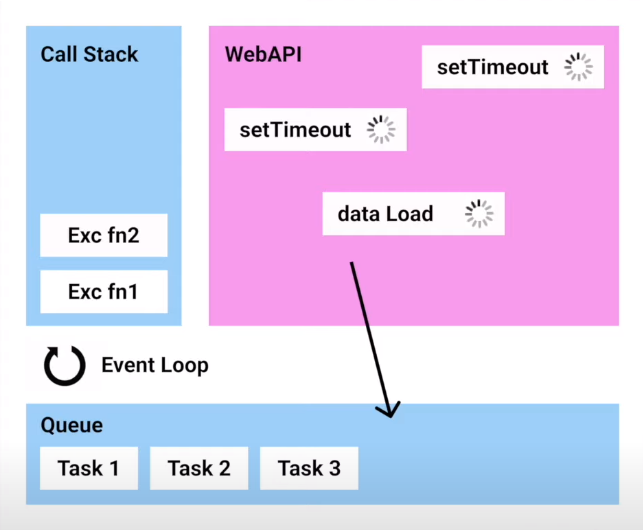 Call Stack
Exc fn2
Exc fn1
WebAPI
setTimeout
setTimeout
data Load
Event Loop
Queue
Task 1
Task 2
Task 3